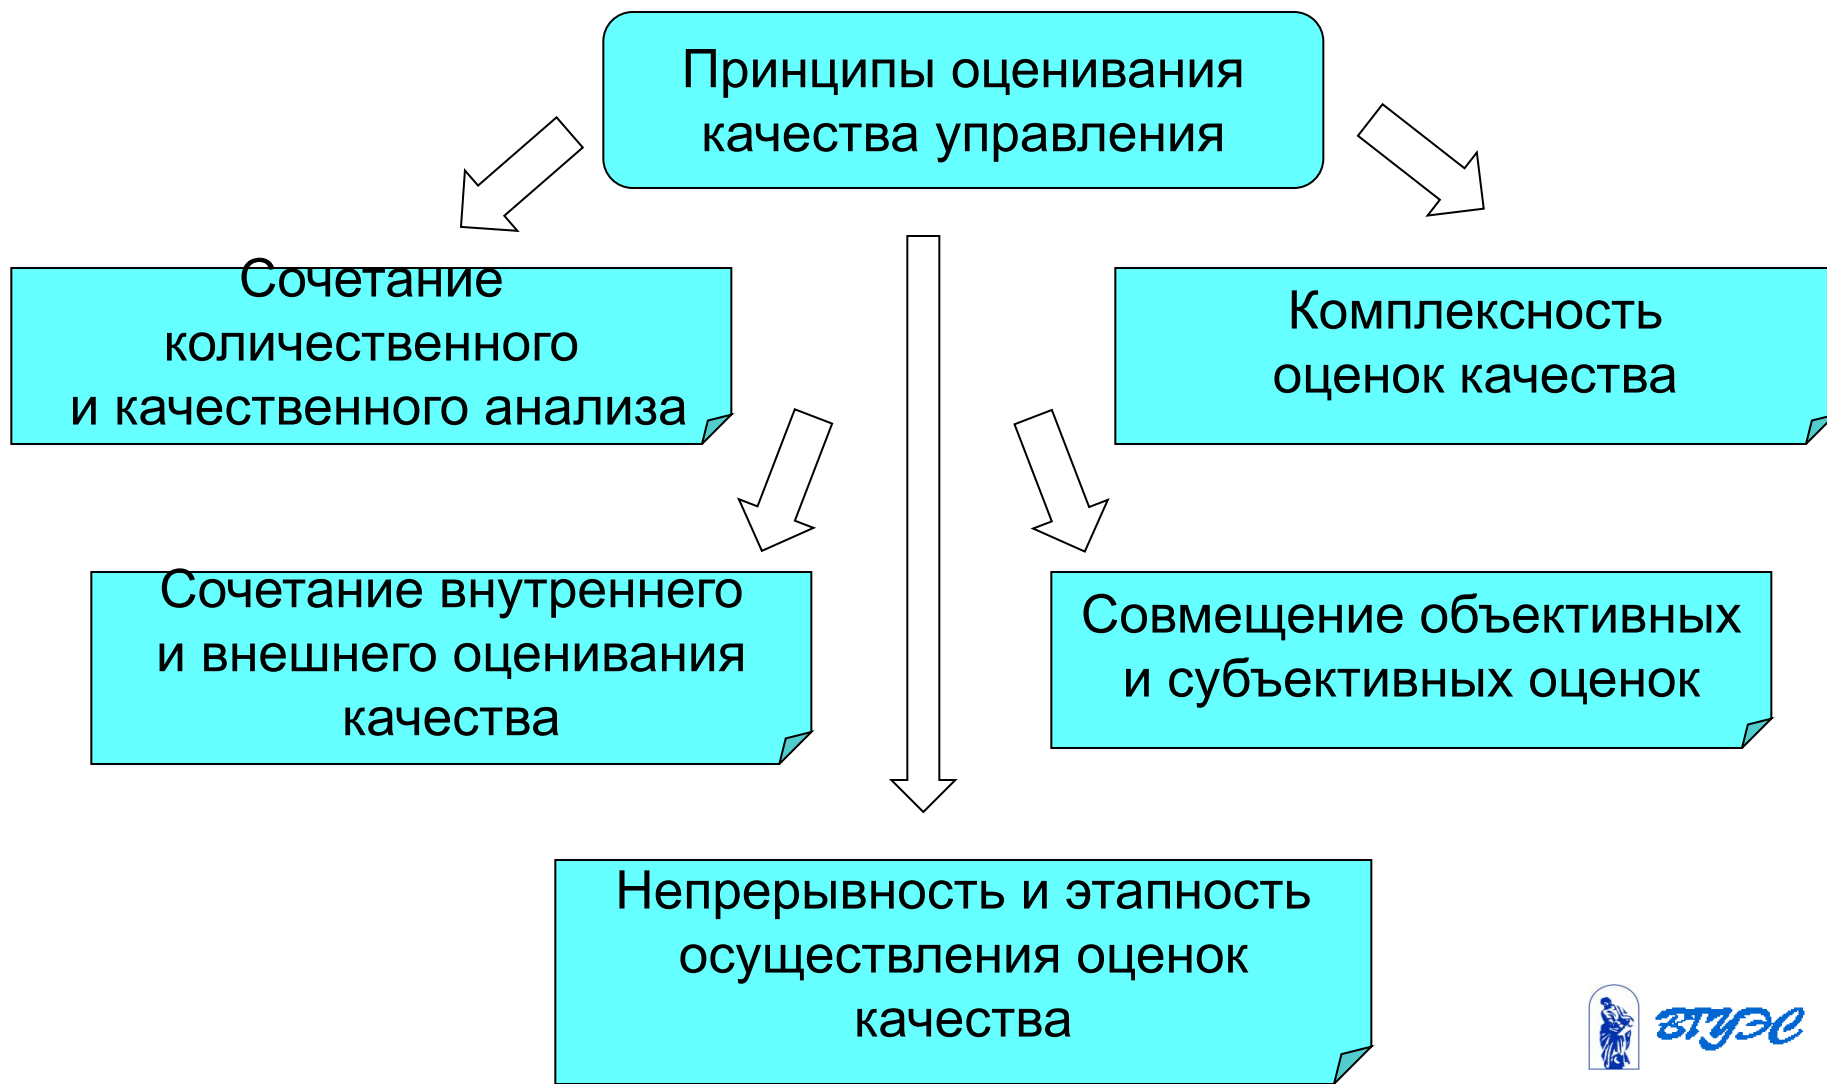 Принципы оценивания
качества управления
Сочетание
количественного
и качественного анализа
Комплексность
оценок качества
Сочетание внутреннего
и внешнего оценивания
качества
Совмещение объективных
и субъективных оценок
Непрерывность и этапность
осуществления оценок
качества
ВГУЭС